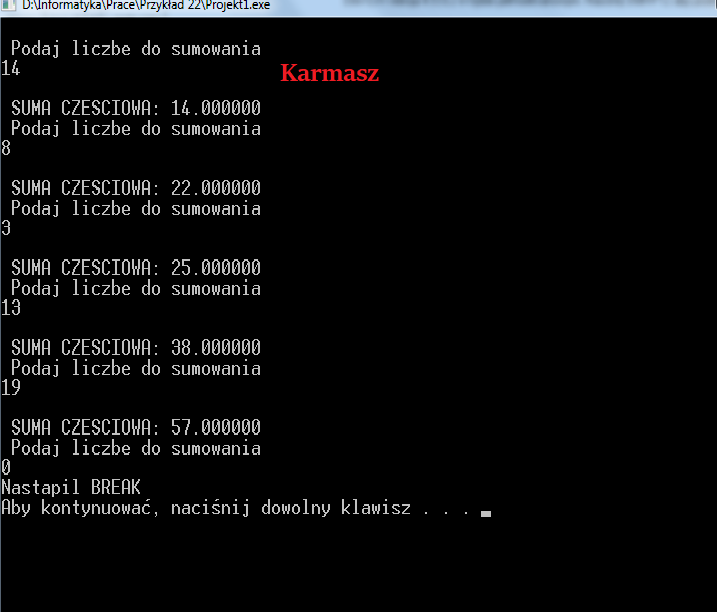 D:\Informatyka\Prace\Przykład 22\Projekt1.exe
Podaj liczbe do sumowania
14
Karmasz
SUMA CZESCIOWA: 14.000000
Podaj liczbe do sumowania
8
SUMA CZESCIOWA: 22.000000
Podaj liczbe do sumowania
3
SUMA CZESCIOWA: 25.000000
Podaj liczbe do sumowania
13
SUMA CZESCIOWA: 38.000000
Podaj liczbe do sumowania
19
SUMA CZESCIOWA: 57.000000
Podaj liczbe do sumowania
0
Nastapil BREAK
Aby kontynuować, naciśnij dowolny klawisz . . .